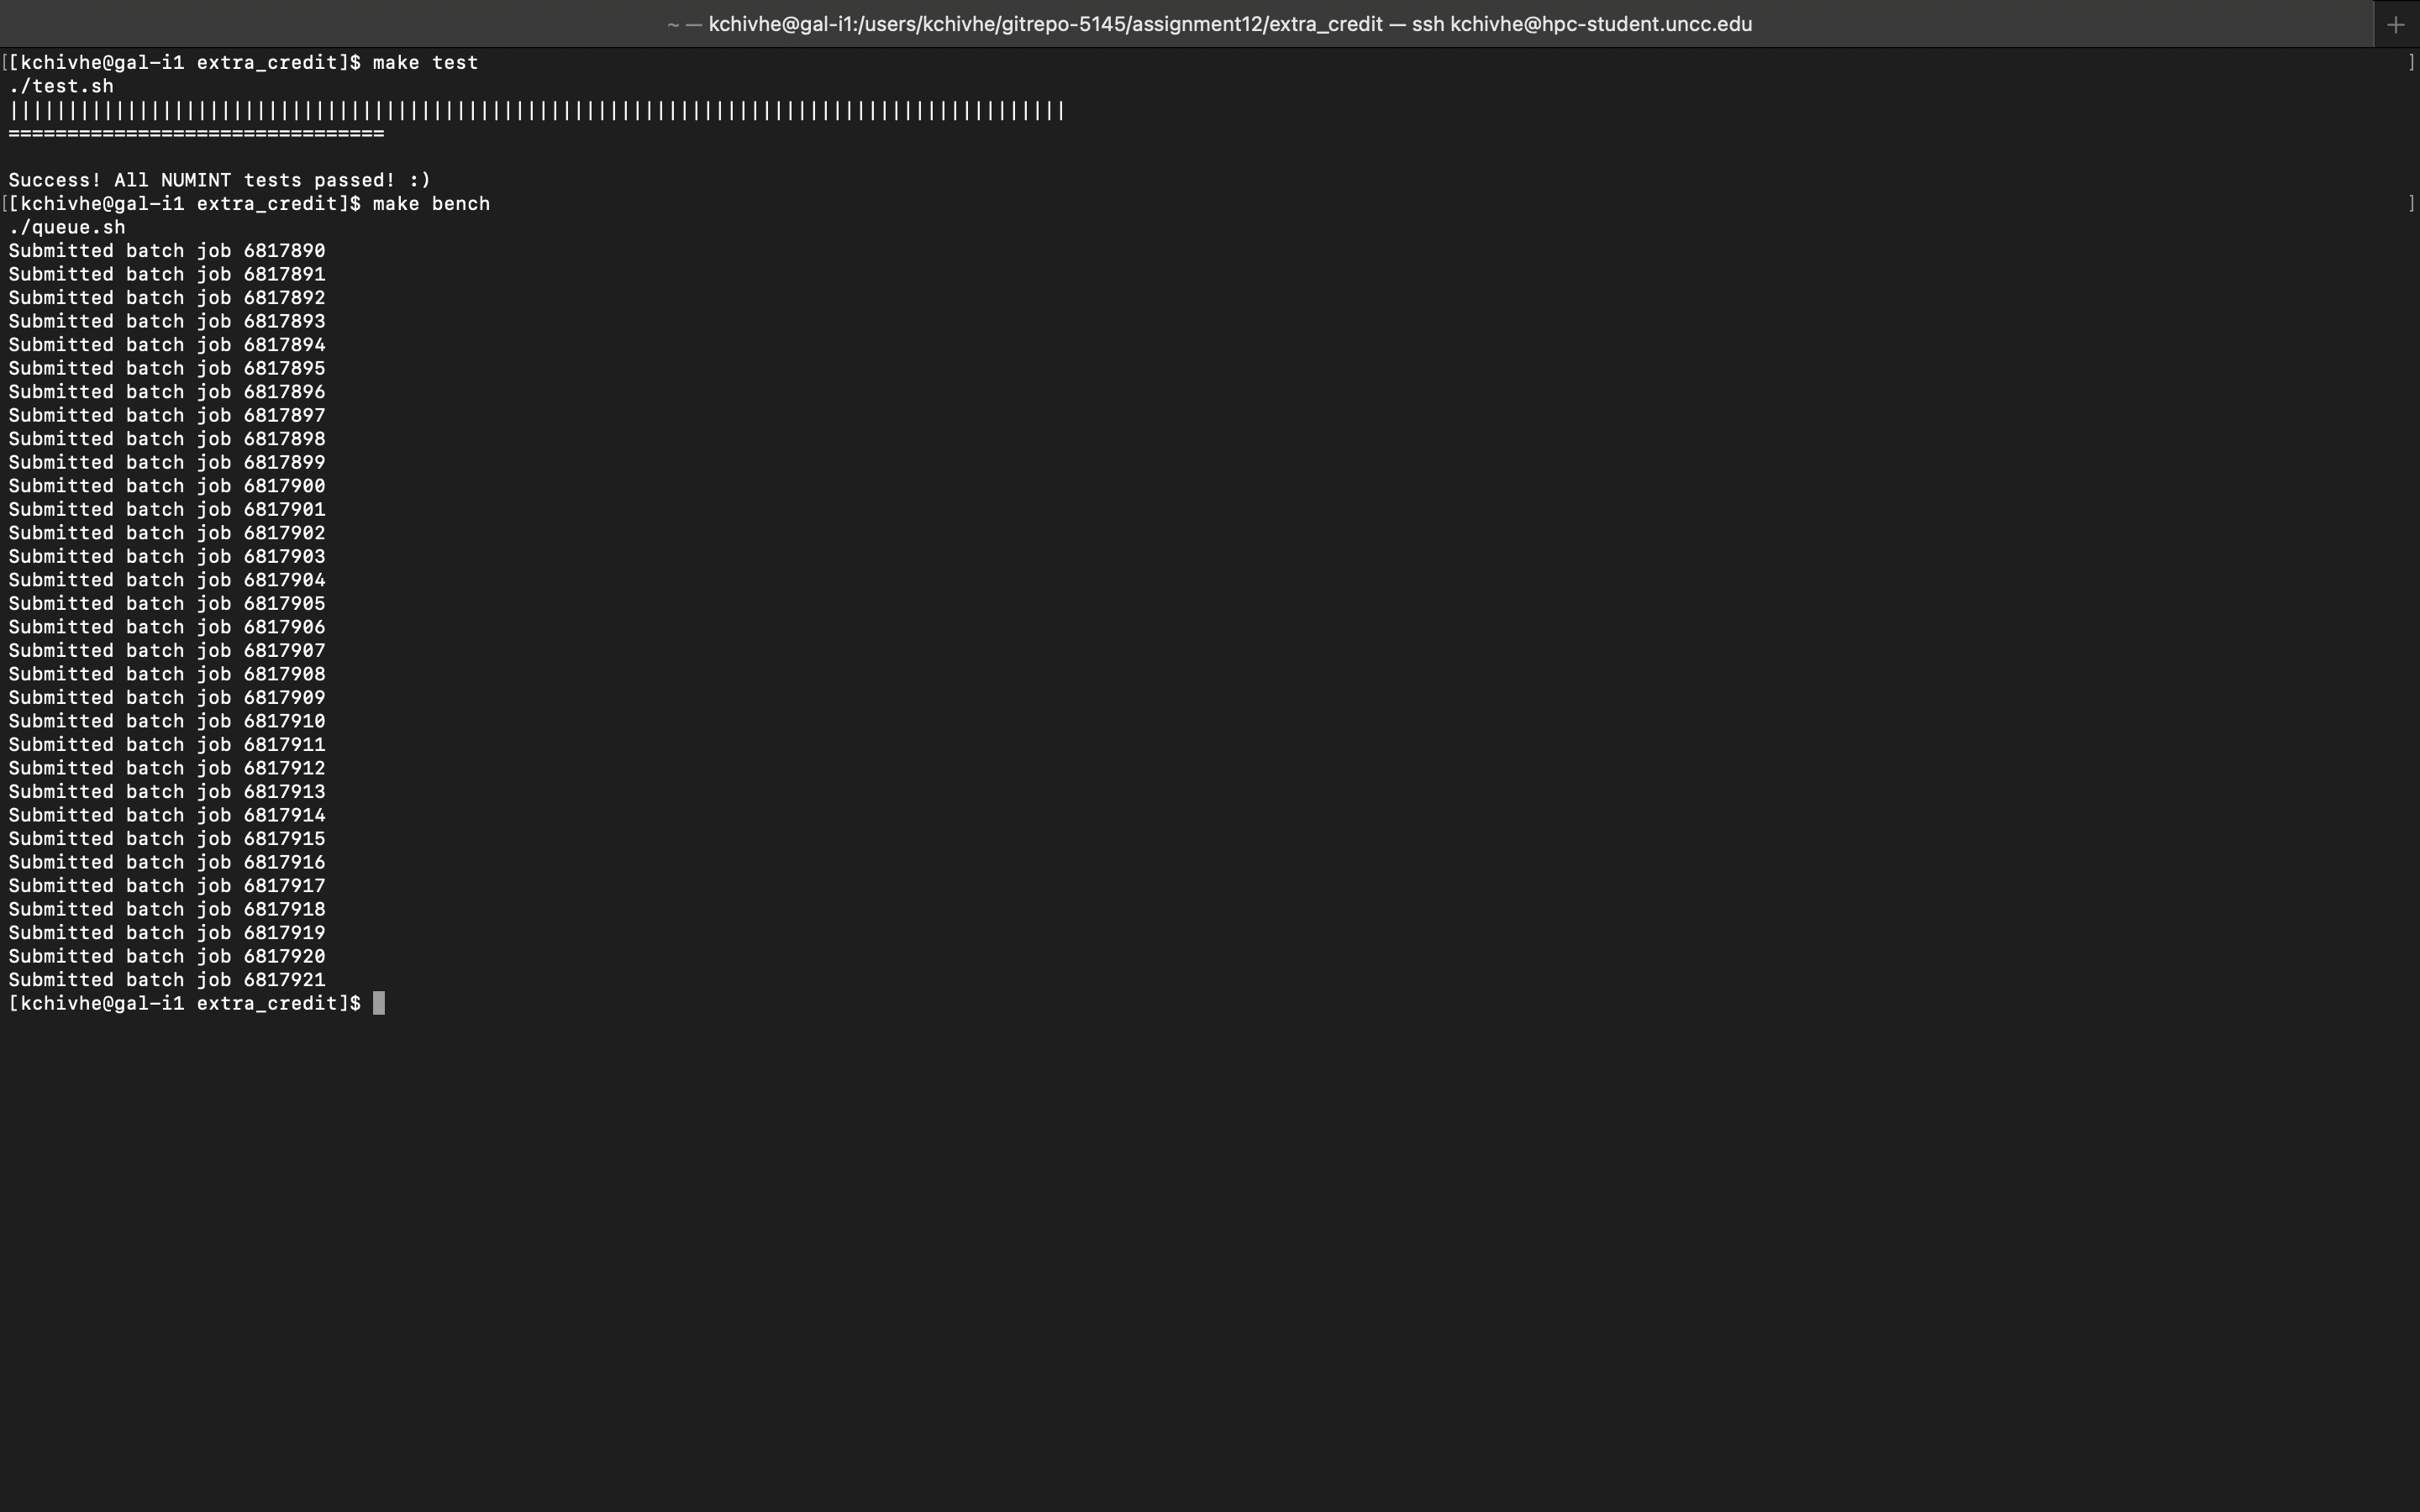 ~ — kchivhe@gal-i1:/users/kchivhe/gitrepo-5145/assignment12/extra_credit — ssh kchivhe@hpc-student.uncc.edu +
[[kchivhe@gal-i1 extra_credit]$ make test ]
./test.sh
||||||||||||||||||||||||||||||||||||||||||||||||||||||||||||||||||||||||||||||||||||||||||
================================
Success! All NUMINT tests passed! :)
[[kchivhe@gal-i1 extra_credit]$ make bench ]
./queue.sh
Submitted batch job 6817890
Submitted batch job 6817891
Submitted batch job 6817892
Submitted batch job 6817893
Submitted batch job 6817894
Submitted batch job 6817895
Submitted batch job 6817896
Submitted batch job 6817897
Submitted batch job 6817898
Submitted batch job 6817899
Submitted batch job 6817900
Submitted batch job 6817901
Submitted batch job 6817902
Submitted batch job 6817903
Submitted batch job 6817904
Submitted batch job 6817905
Submitted batch job 6817906
Submitted batch job 6817907
Submitted batch job 6817908
Submitted batch job 6817909
Submitted batch job 6817910
Submitted batch job 6817911
Submitted batch job 6817912
Submitted batch job 6817913
Submitted batch job 6817914
Submitted batch job 6817915
Submitted batch job 6817916
Submitted batch job 6817917
Submitted batch job 6817918
Submitted batch job 6817919
Submitted batch job 6817920
Submitted batch job 6817921
[kchivhe@gal-i1 extra_credit]$